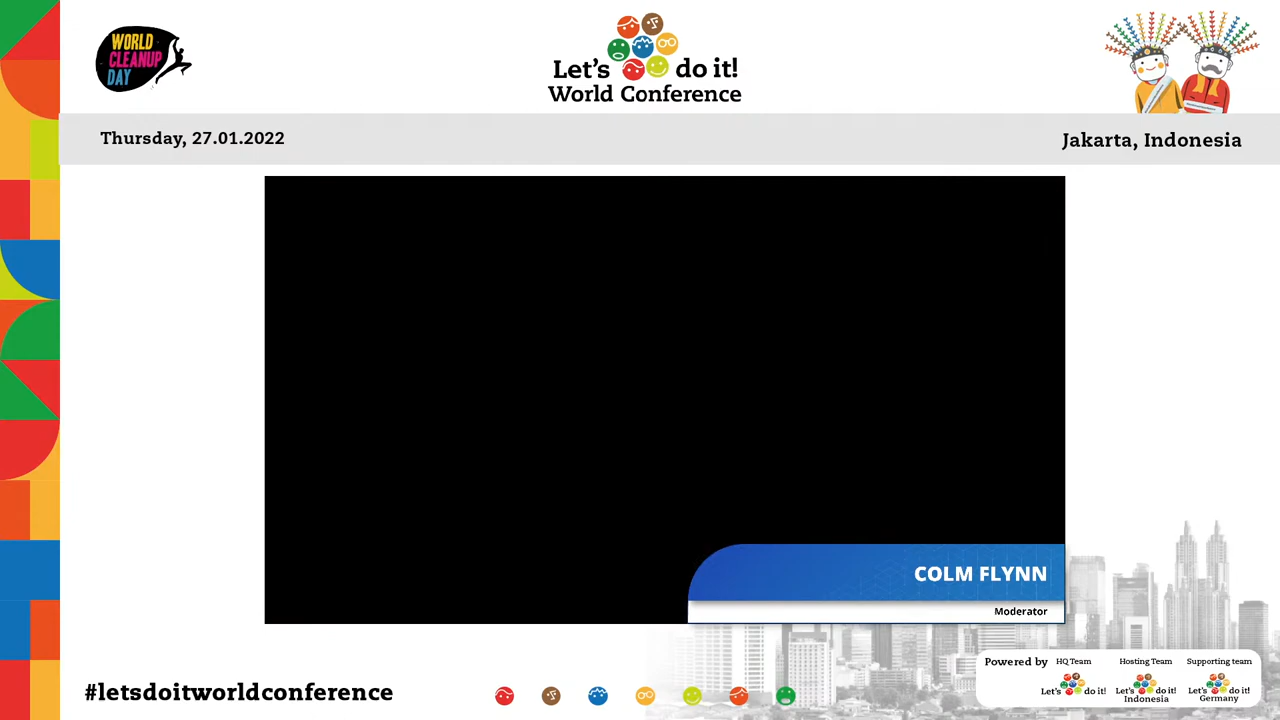 WORLD
CLEANUP
DAY
Let's do it!
World Conference
Thursday, 27.01.2022
Jakarta, Indonesia
COLM FLYNN
Moderator
#letsdoitworldconference
Powered by
HQ Team
Let's do it!
Hosting Team
Let's do it!
Indonesia
Supporting team
Let's do it!
Germany